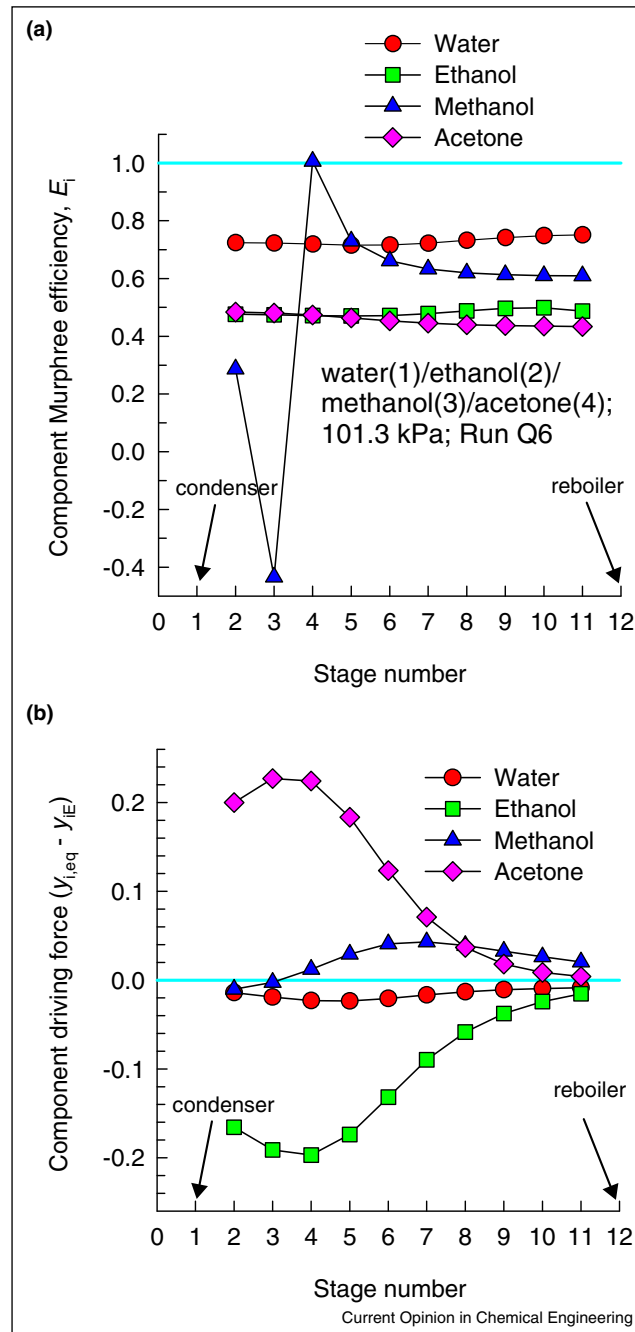 (a)
Water
Ethanol
Methanol
Acetone
1.0
0.8
0.6
0.4
0.2
0.0
-0.2
-0.4
Component Murphree efficiency, Ei
water(1)/ethanol(2)/
methanol(3)/acetone(4);
101.3 kPa; Run Q6
condenser
reboiler
0 1 2 3 4 5 6 7 8 9 10 11 12
Stage number
(b)
Water
Ethanol
Methanol
Acetone
0.2
0.1
0.0
-0.1
-0.2
Component driving force (yi,eq - yiE)
condenser
reboiler
0 1 2 3 4 5 6 7 8 9 10 11 12
Stage number
Current Opinion in Chemical Engineering